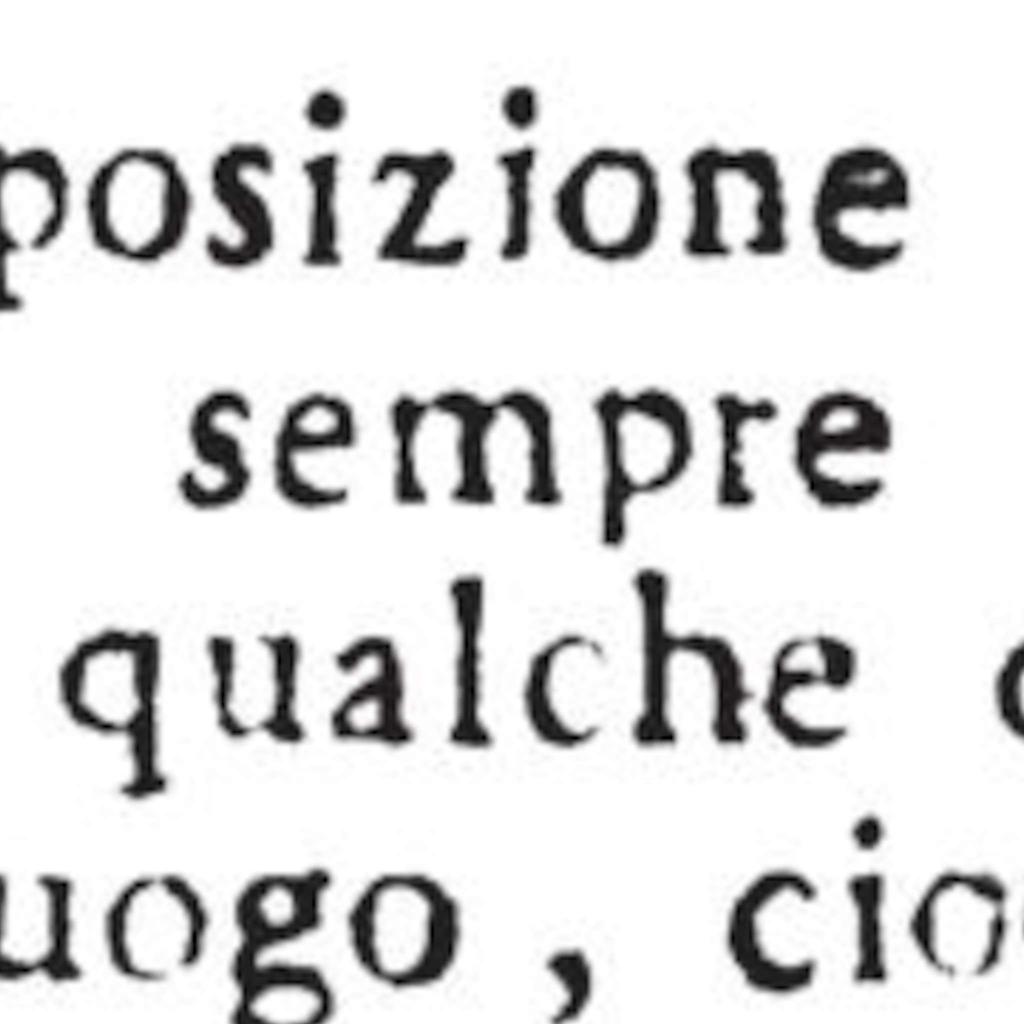 posizione
sempre
qualche
uogo , cio